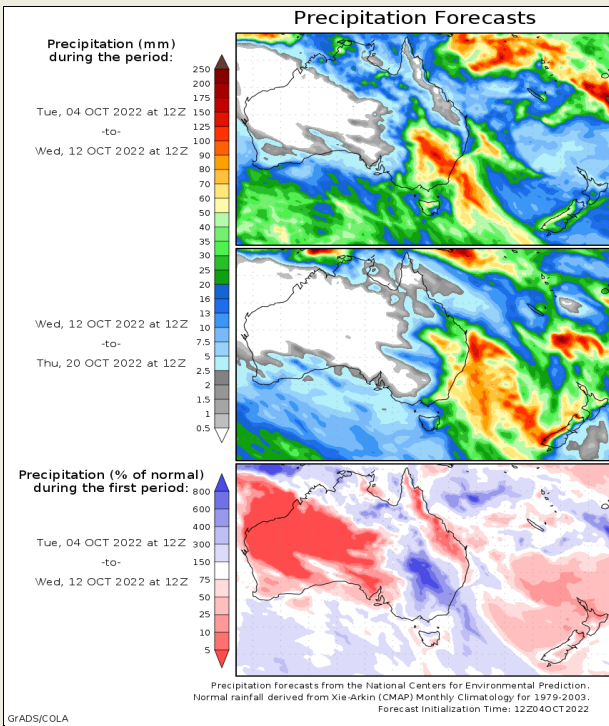 Precipitation Forecasts
Precipitation (mm)
during the period:
Tue, 04 OCT 2022 at 12Z
-to-
Wed, 12 OCT 2022 at 12Z
250
200
175
150
125
100
90
80
70
60
50
40
35
30
25
20
16
13
10
7.5
5
2.5
2
1.5
1
0.5
Wed, 12 OCT 2022 at 12Z
-to-
Thu, 20 OCT 2022 at 12Z
Precipitation (% of normal)
during the first period:
Tue, 04 OCT 2022 at 12Z
-to-
Wed, 12 OCT 2022 at 12Z
800
600
400
300
150
75
50
25
10
5
Precipitation forecasts from the National Centers for Environmental Prediction.
Normal rainfall derived from Xie-Arkin (CMAP) Monthly Climatology for 1979-2003.
Forecast Initialization Time: 12Z04OCT2022
GrADS/COLA